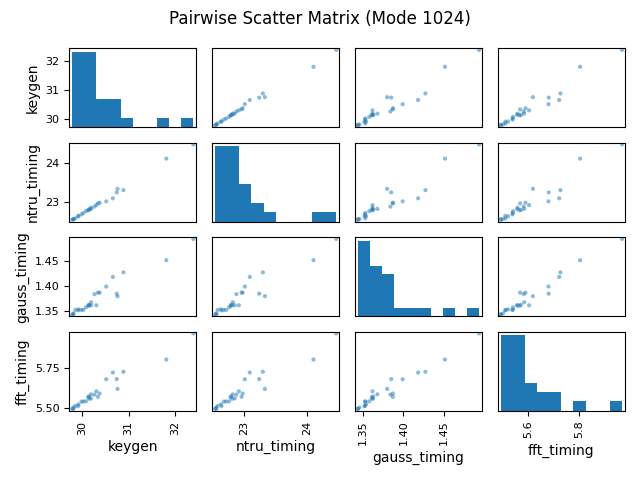 Pairwise Scatter Matrix (Mode 1024)
keygen
32
31
30
ntru_timing
24
23
gauss_timing
1.45
1.40
1.35
fft_timing
5.75
5.50
30
31
32
23
24
1.35
1.40
1.45
5.6
5.8
keygen
ntru_timing
gauss_timing
fft_timing